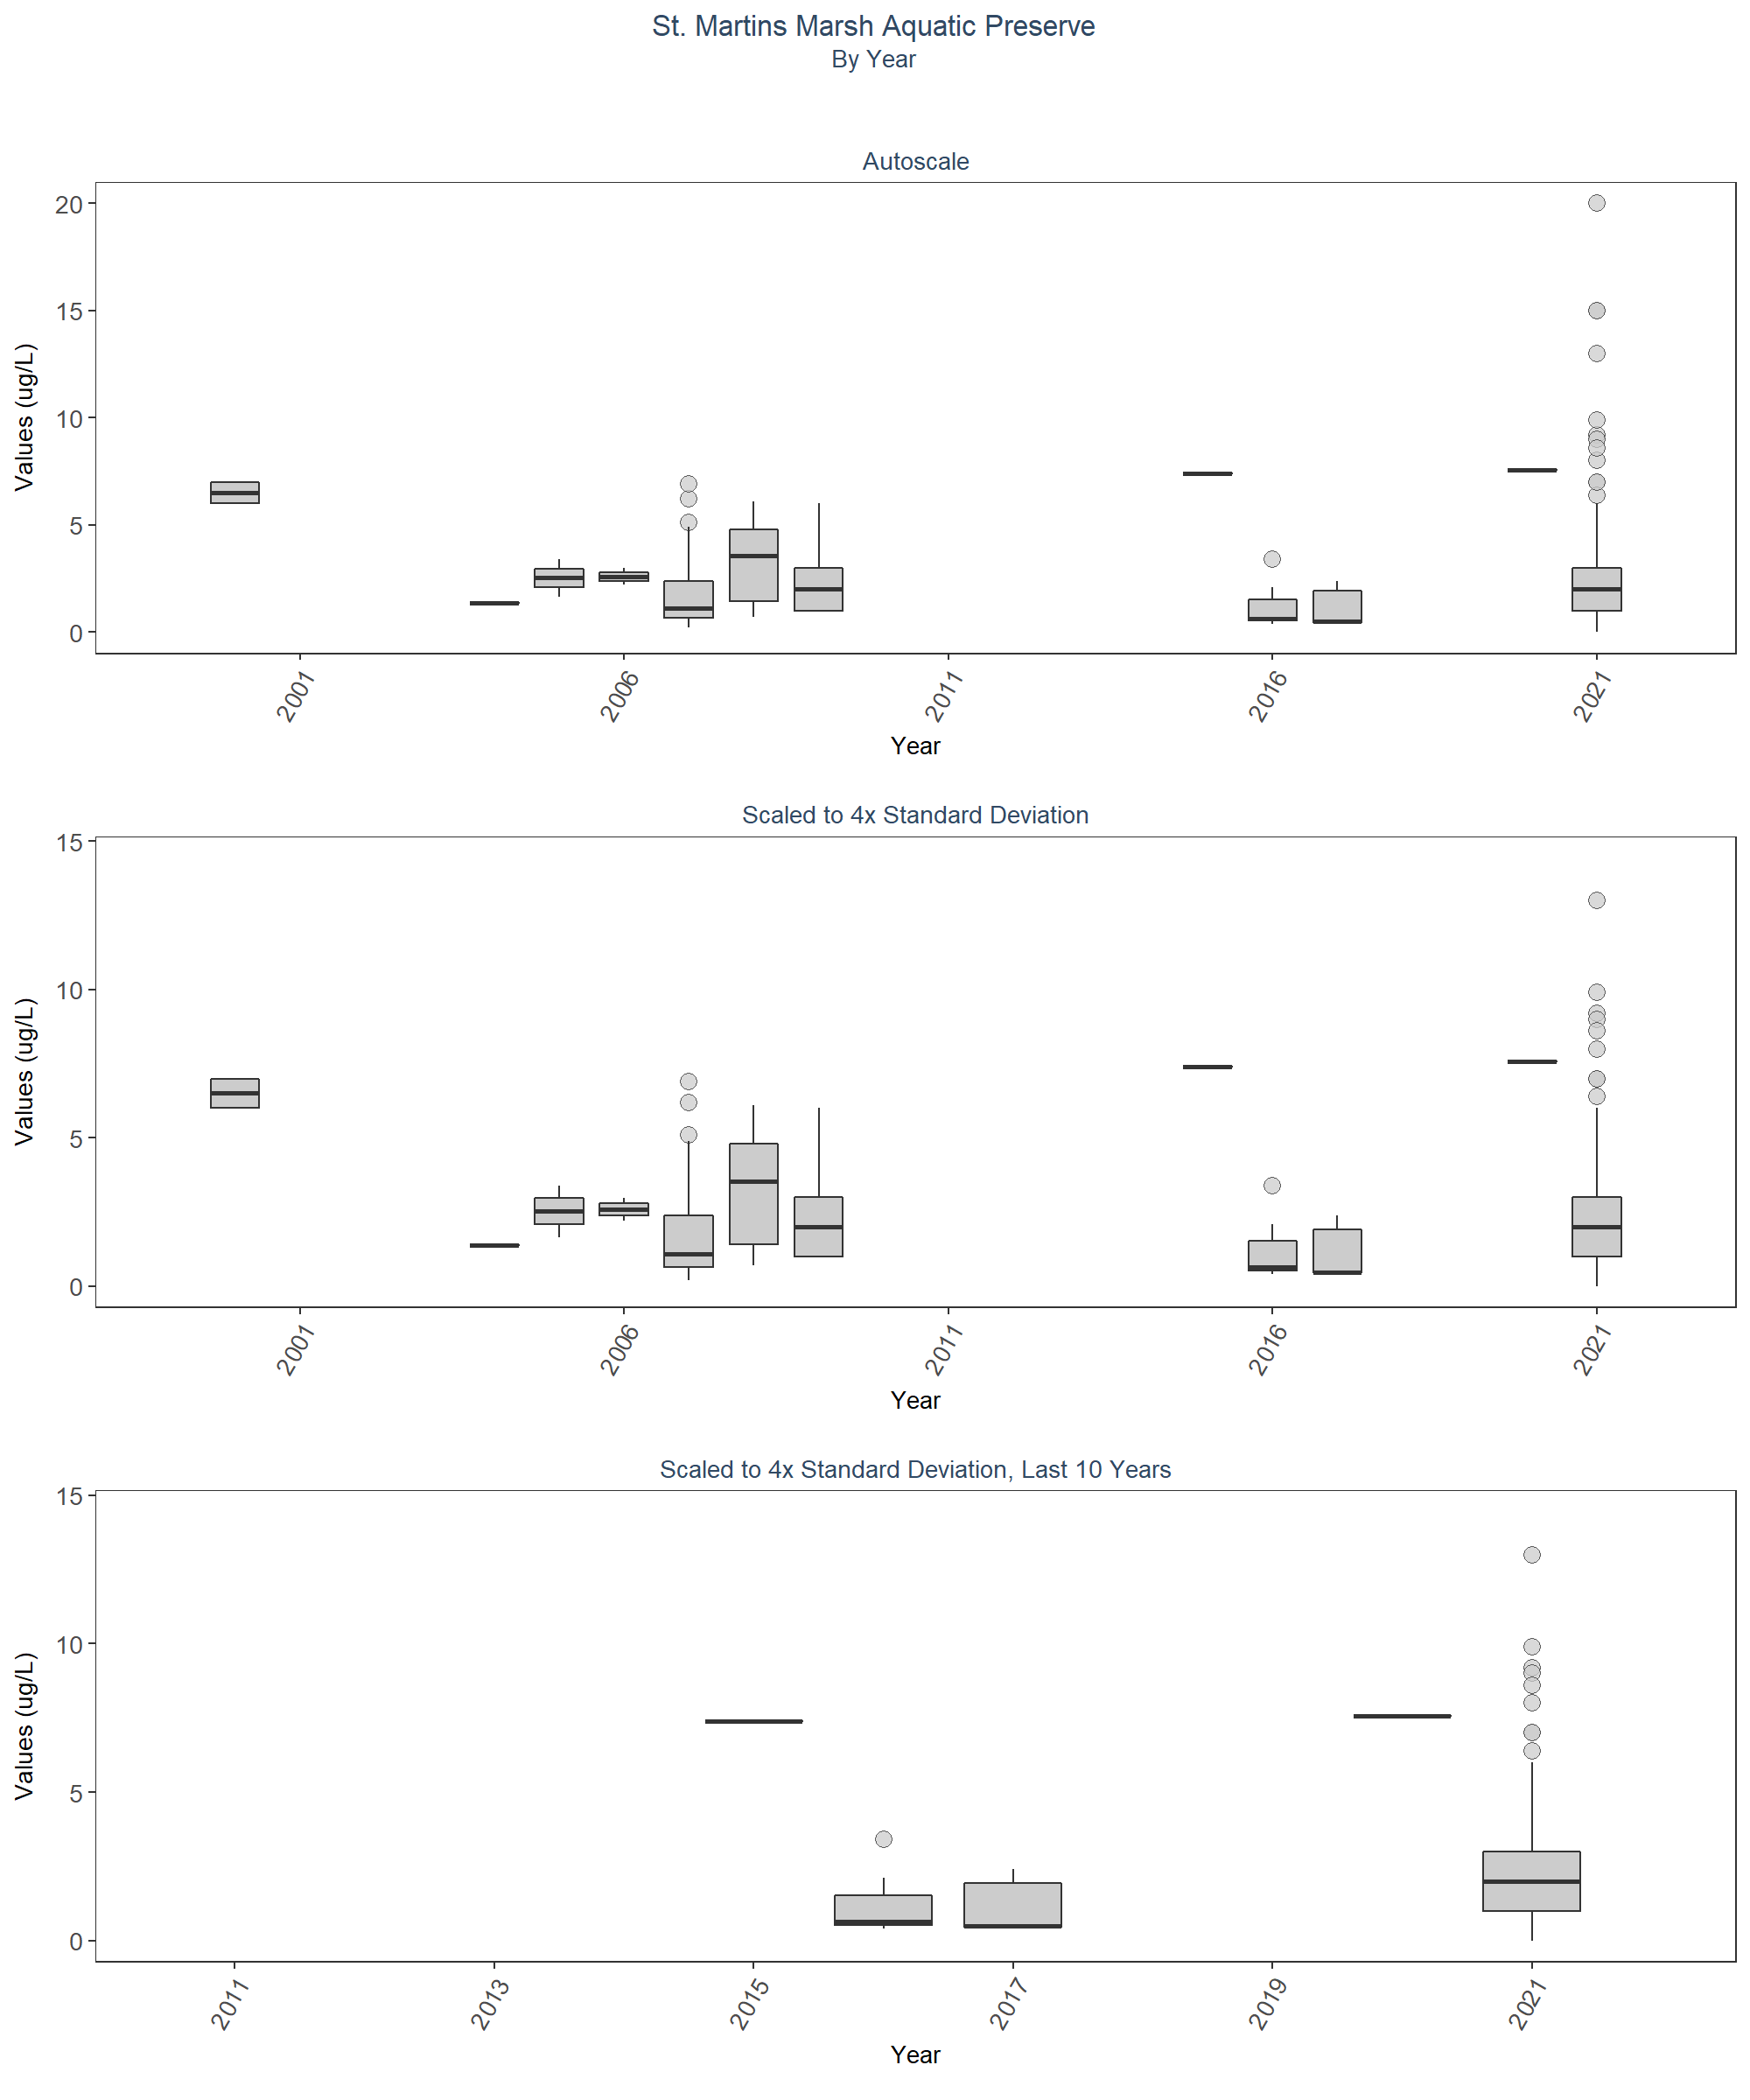 St. Martins Marsh Aquatic Preserve
By Year
Autoscale
Values (ug/L)
20
15
10
5
0
2001
2006
2011
2016
2021
Year
Scaled to 4x Standard Deviation
Values (ug/L)
15
10
5
0
2001
2006
2011
2016
2021
Year
Scaled to 4x Standard Deviation, Last 10 Years
Values (ug/L)
15
10
5
0
2011
2013
2015
2017
2019
2021
Year